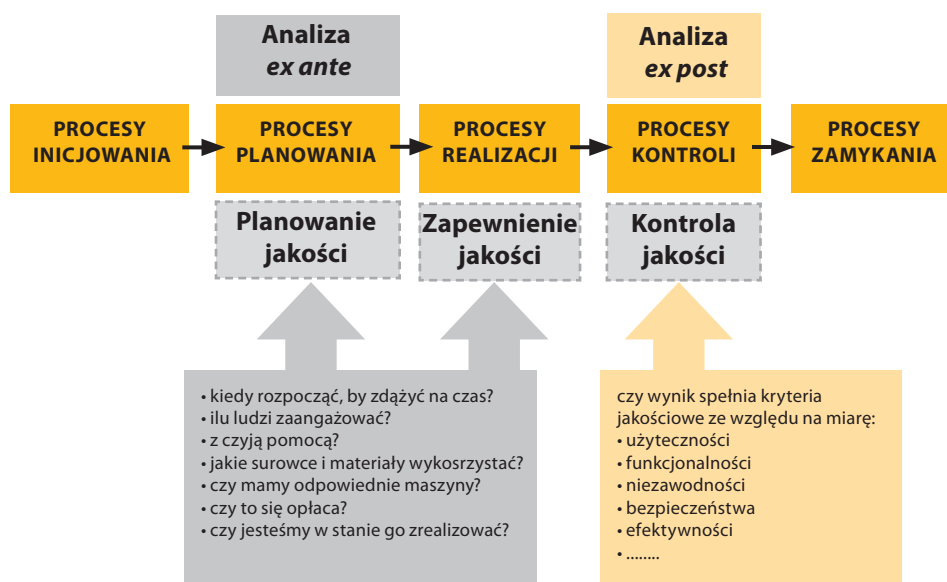 Analiza
ex ante
Analiza
ex post
PROCESY
INICJOWANIA
PROCESY
PLANOWANIA
PROCESY
REALIZACJI
PROCESY
KONTROLI
PROCESY
ZAMYKANIA
Planowanie
jakości
Zapewnienie
jakości
Kontrola
jakości
• kiedy rozpocząć, by zdążyć na czas?
• ilu ludzi zaangażować?
• z czyją pomocą?
• jakie surowce i materiały wykosrzystać?
• czy mamy odpowiednie maszyny?
• czy to się opłaca?
• czy jesteśmy w stanie go zrealizować?
czy wynik spełnia kryteria
jakościowe ze względu na miarę:
• użyteczności
• funkcjonalności
• niezawodności
• bezpieczeństwa
• efektywności
• ........